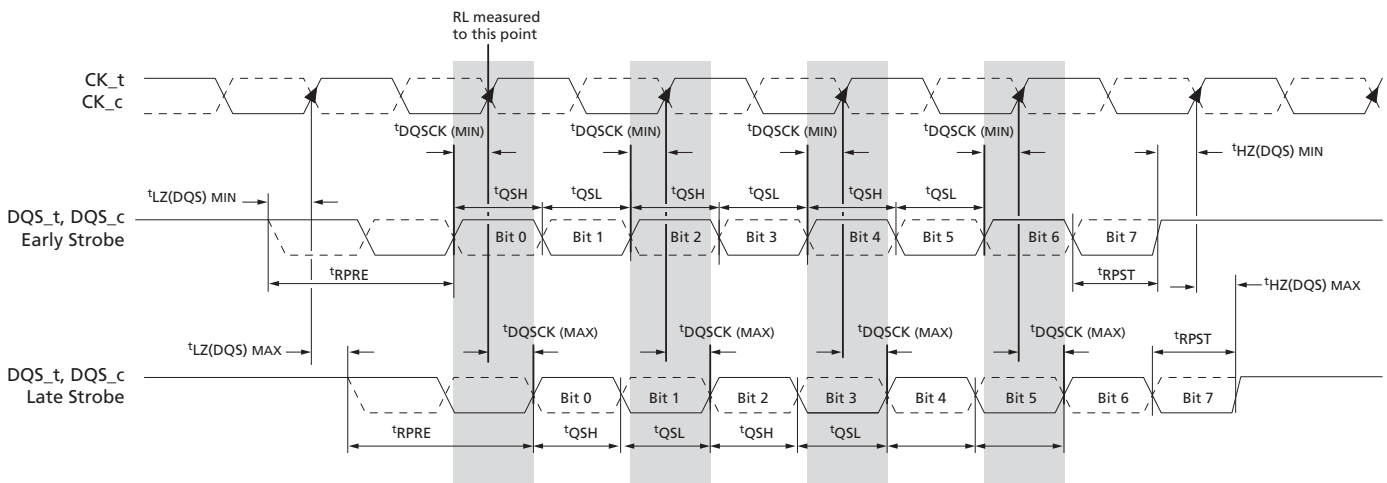 RL measured
to this point
CK_t
CK_c
tDQSCK (MIN) tDQSCK (MIN) tDQSCK (MIN) tDQSCK (MIN)
tHZ(DQS) MIN
tLZ(DQS) MIN
tQSH tQSL tQSH tQSL tQSH tQSL
DQS_t, DQS_c
Early Strobe
Bit 0 Bit 1 Bit 2 Bit 3 Bit 4 Bit 5 Bit 6 Bit 7
tRPRE
tRPST
tHZ(DQS) MAX
tLZ(DQS) MAX
tDQSCK (MAX) tDQSCK (MAX) tDQSCK (MAX) tDQSCK (MAX)
tRPST
DQS_t, DQS_c
Late Strobe
Bit 0 Bit 1 Bit 2 Bit 3 Bit 4 Bit 5 Bit 6 Bit 7
tRPRE
tQSH tQSL tQSH tQSL